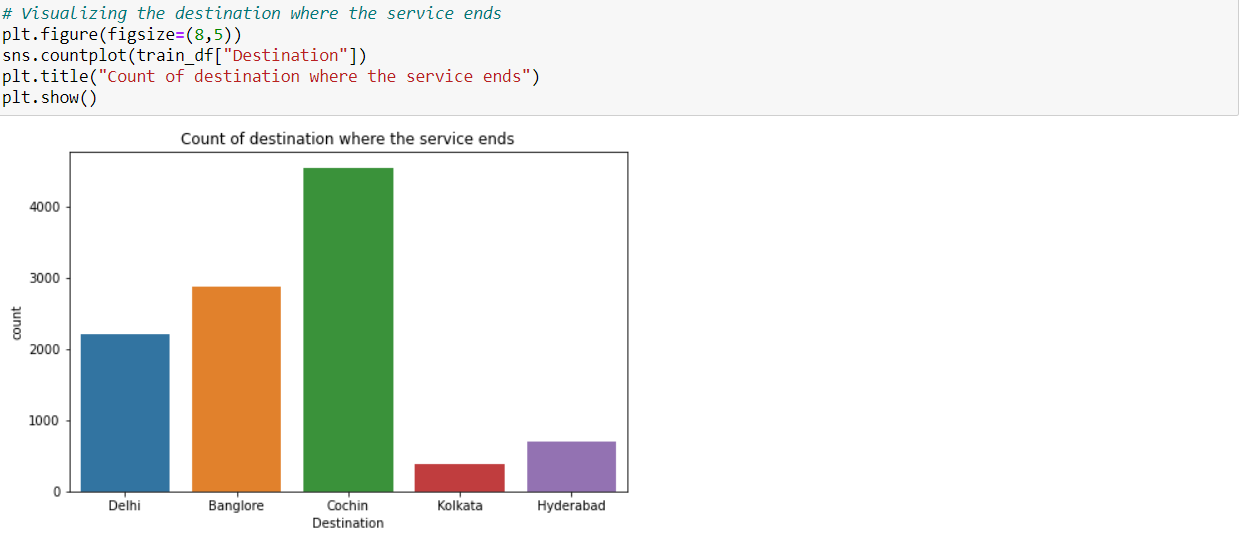 # Visualizing the destination where the service ends
plt.figure(figsize=(8,5))
sns.countplot(train_df["Destination"])
plt.title("Count of destination where the service ends")
plt.show()
Count of destination where the service ends
4000
3000
2000
1000
0
count
Delhi Banglore Cochin Kolkata Hyderabad
Destination